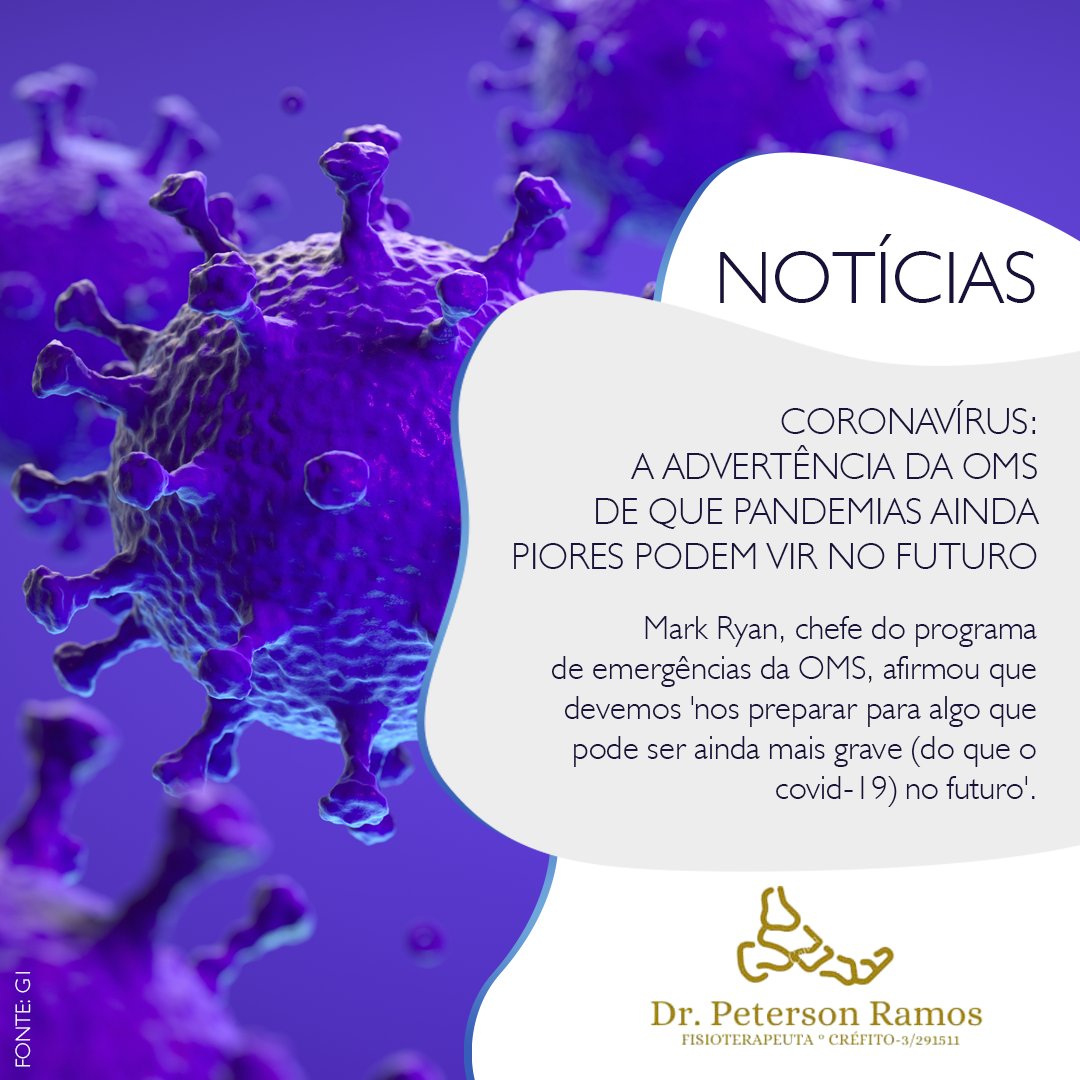 NOTÍCIAS
CORONAVÍRUS:
A ADVERTÊNCIA DA OMS
DE QUE PANDEMIAS AINDA
PIORES PODEM VIR NO FUTURO
Mark Ryan, chefe do programa
de emergências da OMS, afirmou que
devemos 'nos preparar para algo que
pode ser ainda mais grave (do que o
covid-19) no futuro'.
Dr. Peterson Ramos
FISIOTERAPEUTA º CRÉFITO-3/291511
FONTE: G1